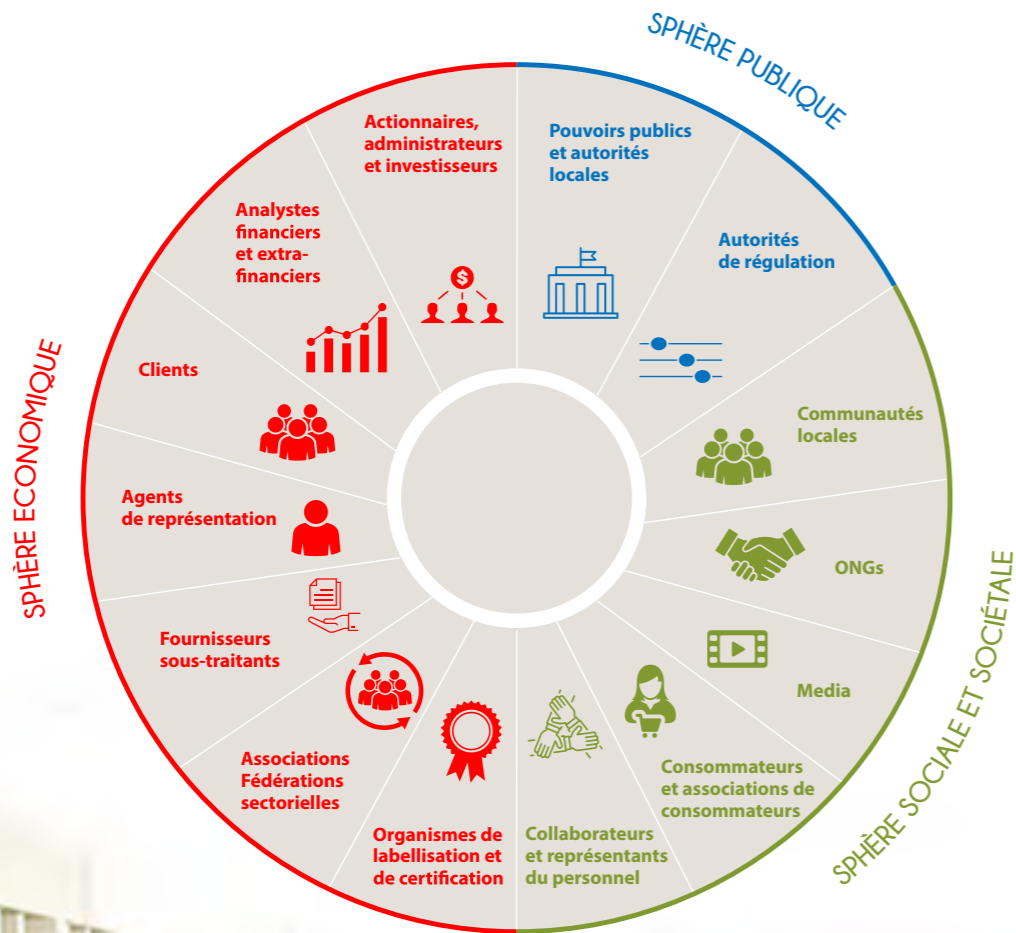 SPHÈRE PUBLIQUE
Pouvoirs publics
et autorités
locales
Autorités
de régulation
SPHÈRE SOCIALE ET SOCIÉTALE
Communautés
locales
ONGs
Media
Consommateurs
et associations de
consommateurs
Collaborateurs
et représentants
du personnel
SPHÈRE ECONOMIQUE
Organismes de
labellisation et
de certification
Associations
Fédérations
sectorielles
Fournisseurs
sous-traitants
Agents
de représentation
Clients
Analystes
financiers
et extra-
financiers
Actionnaires,
administrateurs
et investisseurs
$